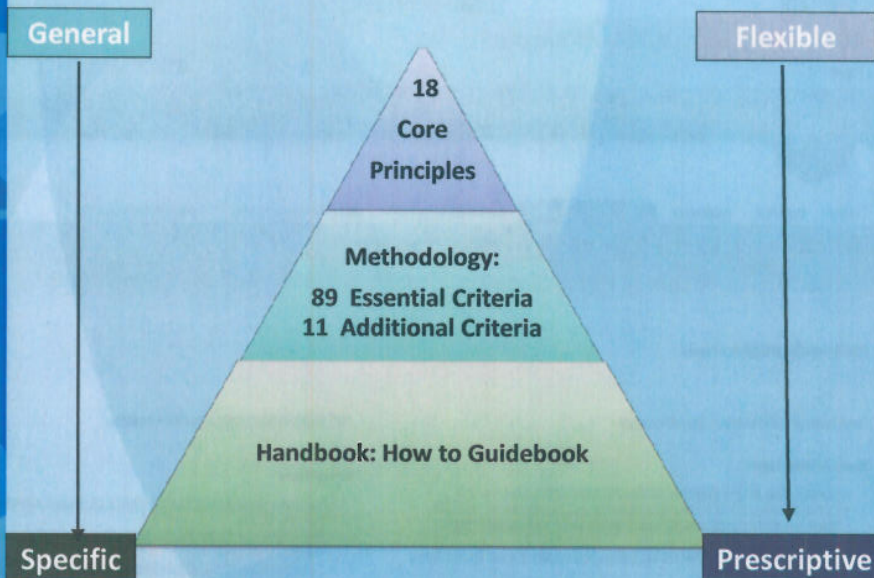 General
Flexible
18
Core
Principles
Methodology:
89 Essential Criteria
11 Additional Criteria
Handbook: How to Guidebook
Specific
Prescriptive